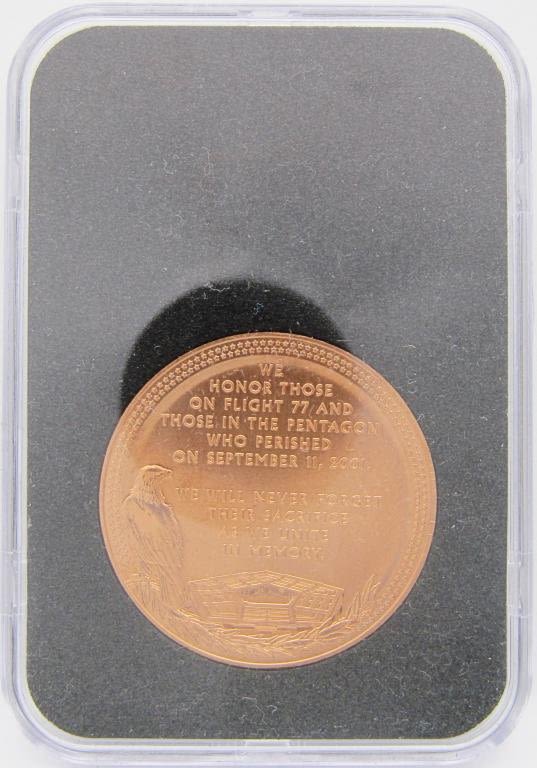 WE
HONOR THOSE
ON FLIGHT 77 AND
THOSE IN THE PENTAGON
WHO PERISHED
ON SEPTEMBER 11, 2001
WE WILL NEVER FORGET
THEIR SACRIFICE
AS WE UNITE
IN MEMORY.